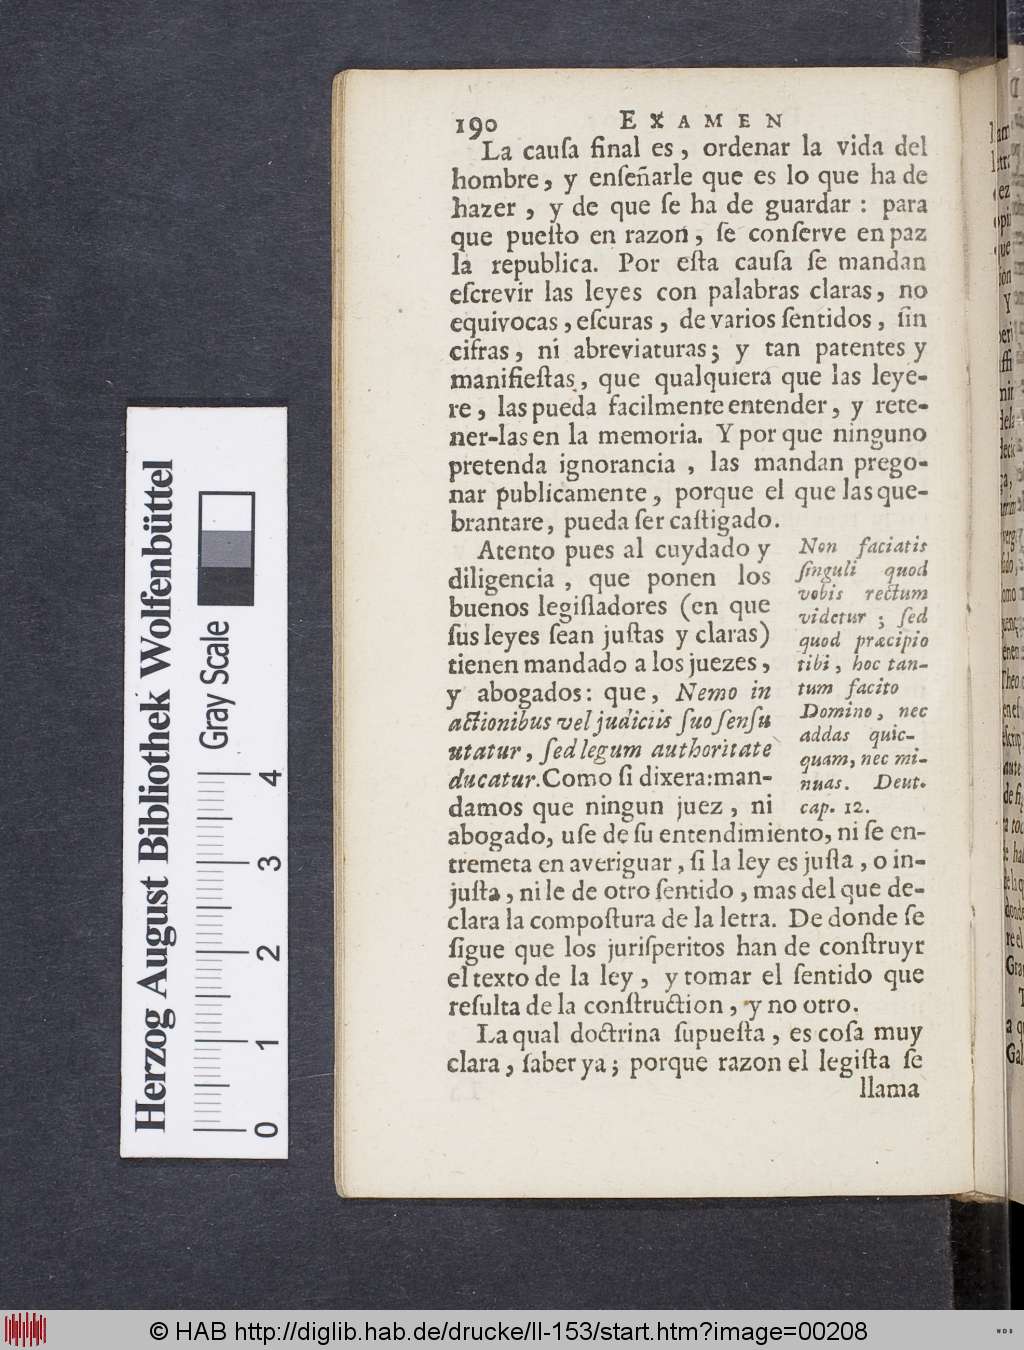 190 EXAMEN
La cauſa final es, ordenar la vida del
hombre, y enſeñarle que es lo que ha de
hazer, y de que ſe ha de guardar: para
que pueſto en razon, ſe conſerve en paz
la republica. Por eſta cauſa ſe mandan
eſcrevir las leyes con palabras claras, no
equivocas, eſcuras, de varios ſentidos, ſin
cifras, ni abreviaturas; y tan patentes y
manifieſtas, que qualquiera que las leye-
re, las pueda facilmente entender, y rete-
ner-las en la memoria. Y por que ninguno
pretenda ignorancia, las mandan prego-
nar publicamente, porque el que las que-
brantare, pueda ſer caſtigado.
Atento pues al cuydado y
diligencia, que ponen los
buenos legiſladores (en que
ſus leyes ſean juſtas y claras)
tienen mandado a los juezes,
y abogados: que, Nemo in
actionibus vel judiciis ſuo ſenſu
utatur, ſed legum authoritate
ducatur. Como ſi dixera: man-
damos que ningun juez, ni
Non faciatis
ſinguli quod
vobis rectum
videtur; ſed
quod præcipio
tibi, hoc tan-
tum facito
Domino, nec
addas quic-
quam, nec mi-
nuas. Deut.
cap. 12.
abogado, uſe de ſu entendimiento, ni ſe en-
tremeta en averiguar, ſi la ley es juſta, o in-
juſta, ni le de otro ſentido, mas del que de-
clara la compoſtura de la letra. De donde ſe
ſigue que los juriſperitos han de conſtruyr
el texto de la ley, y tomar el ſentido que
reſulta de la conſtruction, y no otro.
La qual doctrina ſupueſta, es coſa muy
clara, ſaber ya; porque razon el legiſta ſe
llama
Herzog August Bibliothek Wolfenbüttel
Gray Scale
0 1 2 3 4
© HAB http://diglib.hab.de/drucke/ll-153/start.htm?image=00208